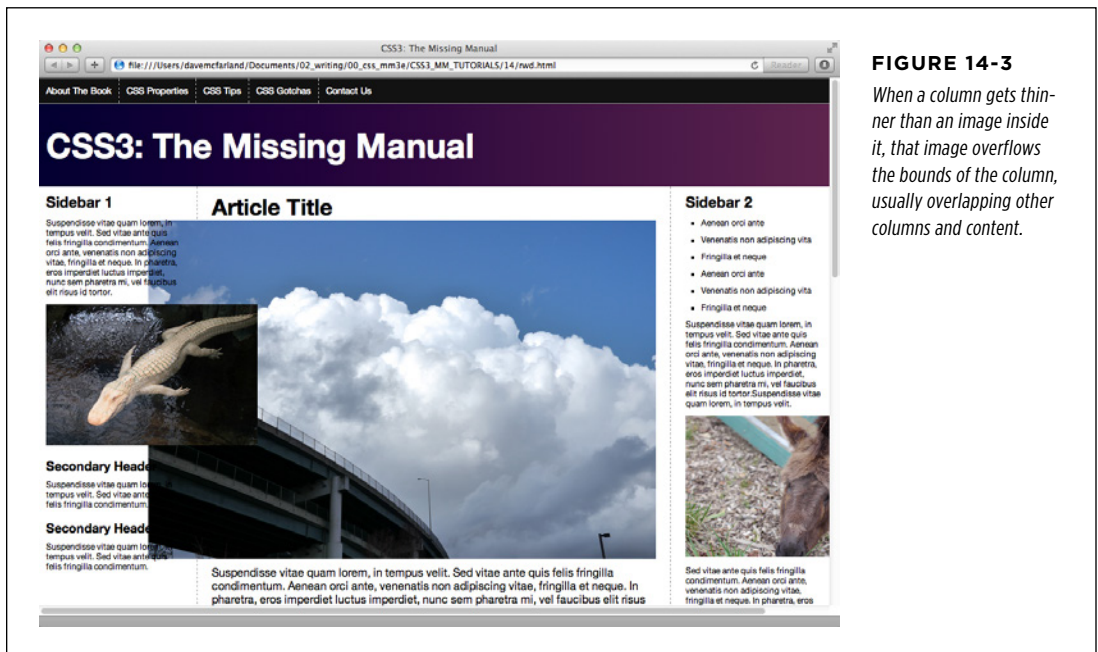 CSS3: The Missing Manual
file:///Users/davemcfarland/Documents/02_writing/00_css_mm3e/CSS3_MM_TUTORIALS/14/rwd.html
Reader
About The Book
CSS Properties
CSS Tips
CSS Gotchas
Contact Us
CSS3: The Missing Manual
Sidebar 1
Suspendisse vitae quam lorem, in
tempus velit. Sed vitae ante quis
felis fringilla condimentum. Aenean
orci ante, venenatis non adipiscing
vitae, fringilla et neque. In pharetra,
eros imperdiet luctus imperdiet,
nunc sem pharetra mi, vel faucibus
elit risus id tortor.
Secondary Heade
Suspendisse vitae quam lorem, in
tempus velit. Sed vitae ante quis
felis fringilla condimentum.
Secondary Heade
Suspendisse vitae quam lorem, in
tempus velit. Sed vitae ante quis
felis fringilla condimentum.
Article Title
Suspendisse vitae quam lorem, in tempus velit. Sed vitae ante quis felis fringilla
condimentum. Aenean orci ante, venenatis non adipiscing vitae, fringilla et neque. In
pharetra, eros imperdiet luctus imperdiet, nunc sem pharetra mi, vel faucibus elit risus
Sidebar 2
Aenean orci ante
Venenatis non adipiscing vita
Fringilla et neque
Aenean orci ante
Venenatis non adipiscing vita
Fringilla et neque
Suspendisse vitae quam lorem, in
tempus velit. Sed vitae ante quis
felis fringilla condimentum. Aenean
orci ante, venenatis non adipiscing
vitae, fringilla et neque. In pharetra,
eros imperdiet luctus imperdiet,
nunc sem pharetra mi, vel faucibus
elit risus id tortor.Suspendisse vitae
quam lorem, in tempus velit.
Sed vitae ante quis felis fringilla
condimentum. Aenean orci ante,
venenatis non adipiscing vitae,
fringilla et neque. In pharetra, eros
FIGURE 14-3
When a column gets thin-
ner than an image inside
it, that image overflows
the bounds of the column,
usually overlapping other
columns and content.